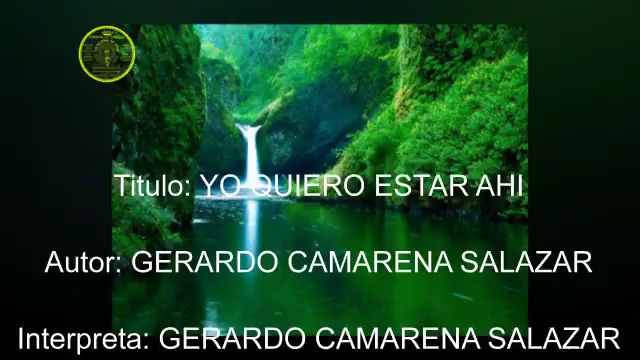 Titulo: YO QUIERO ESTAR AHI
Autor: GERARDO CAMARENA SALAZAR
Interpreta: GERARDO CAMARENA SALAZAR